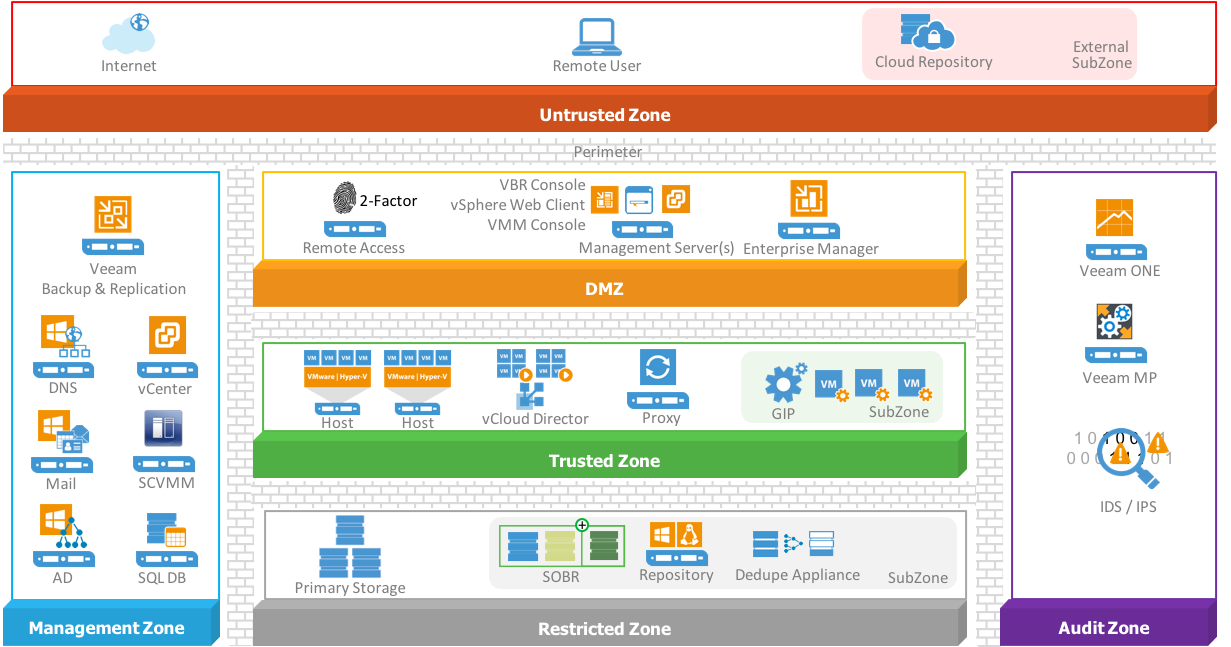 Internet
Remote User
Cloud Repository
External
SubZone
Untrusted Zone
Perimeter
Veeam
Backup & Replication
DNS
vCenter
Mail
SCVMM
AD
SQL DB
Management Zone
2-Factor
Remote Access
VBR Console
vSphere Web Client
VMM Console
Management Server(s)
Enterprise Manager
DMZ
VM VM VM VM
VMware | Hyper-V
Host
VM VM VM VM
VMware | Hyper-V
Host
VM VM VM VM
VM VM VM VM
vCloud Director
Proxy
GIP
VM VM VM
SubZone
Trusted Zone
Primary Storage
SOBR
Repository
Dedupe Appliance
SubZone
Restricted Zone
Veeam ONE
Veeam MP
IDS / IPS
Audit Zone